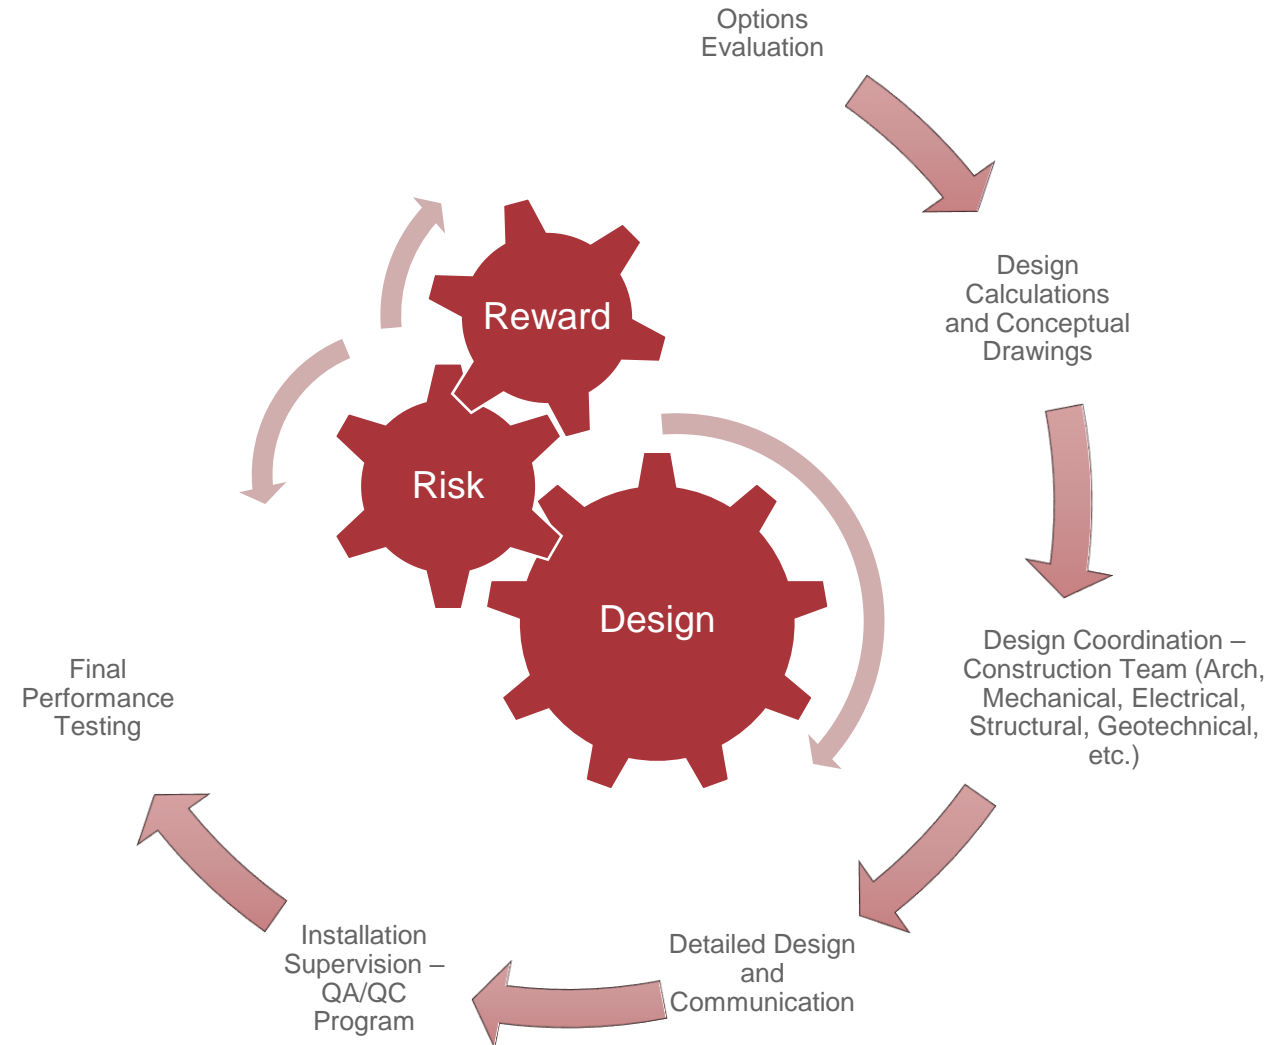 Options
Evaluation
Design
Calculations
and Conceptual
Drawings
Design Coordination –
Construction Team (Arch,
Mechanical, Electrical,
Structural, Geotechnical,
etc.)
Detailed Design
and
Communication
Installation
Supervision –
QA/QC
Program
Final
Performance
Testing
Reward
Risk
Design